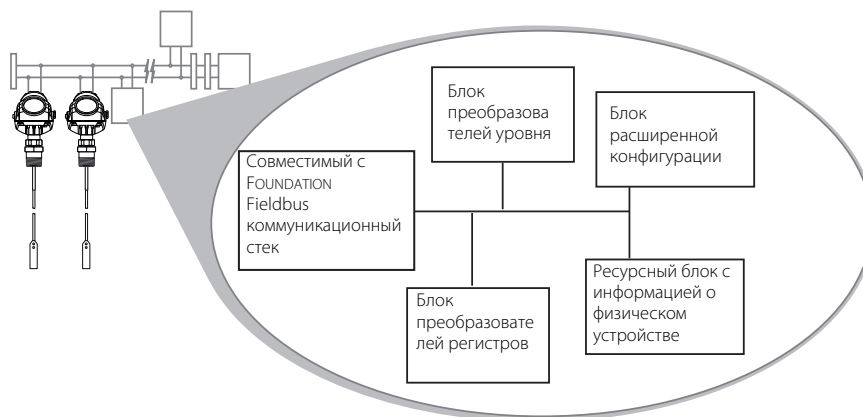 Блок
преобразова
телей уровня
Блок
расширенной
конфигурации
Совместимый с
FOUNDATION
Fieldbus
коммуникационный
стек
Блок
преобразовате
лей регистров
Ресурсный блок с
информацией о
физическом
устройстве